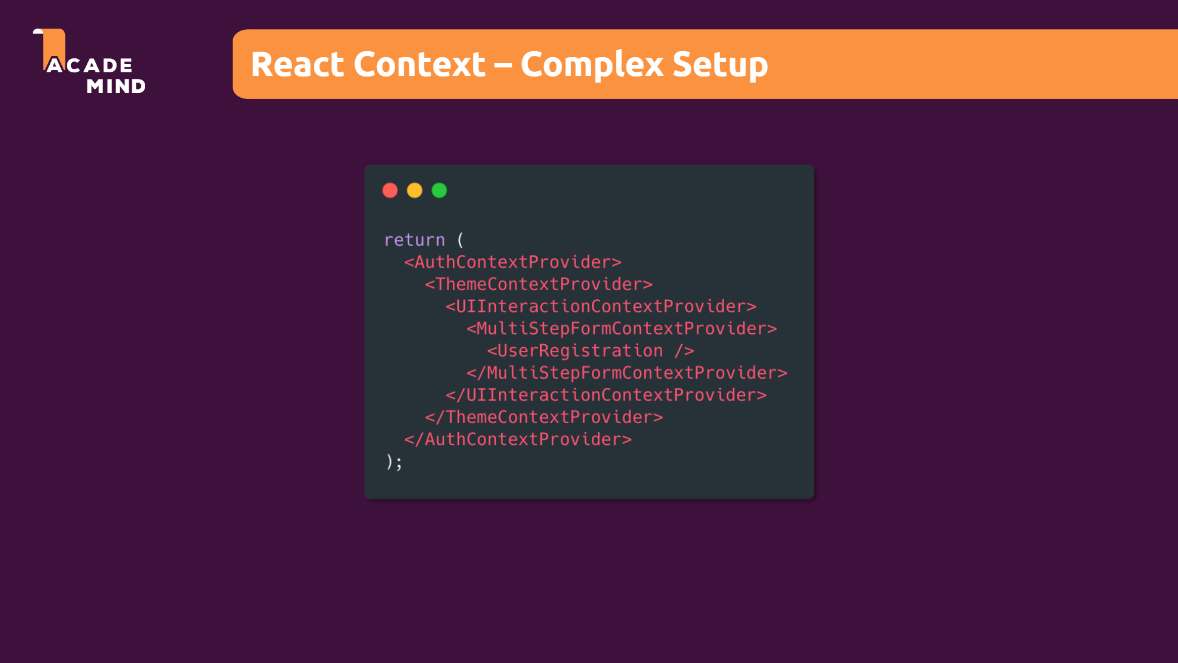 ACADE
MIND
React Context – Complex Setup
return (
  <AuthContextProvider>
    <ThemeContextProvider>
      <UIInteractionContextProvider>
        <MultiStepFormContextProvider>
          <UserRegistration />
        </MultiStepFormContextProvider>
      </UIInteractionContextProvider>
    </ThemeContextProvider>
  </AuthContextProvider>
);